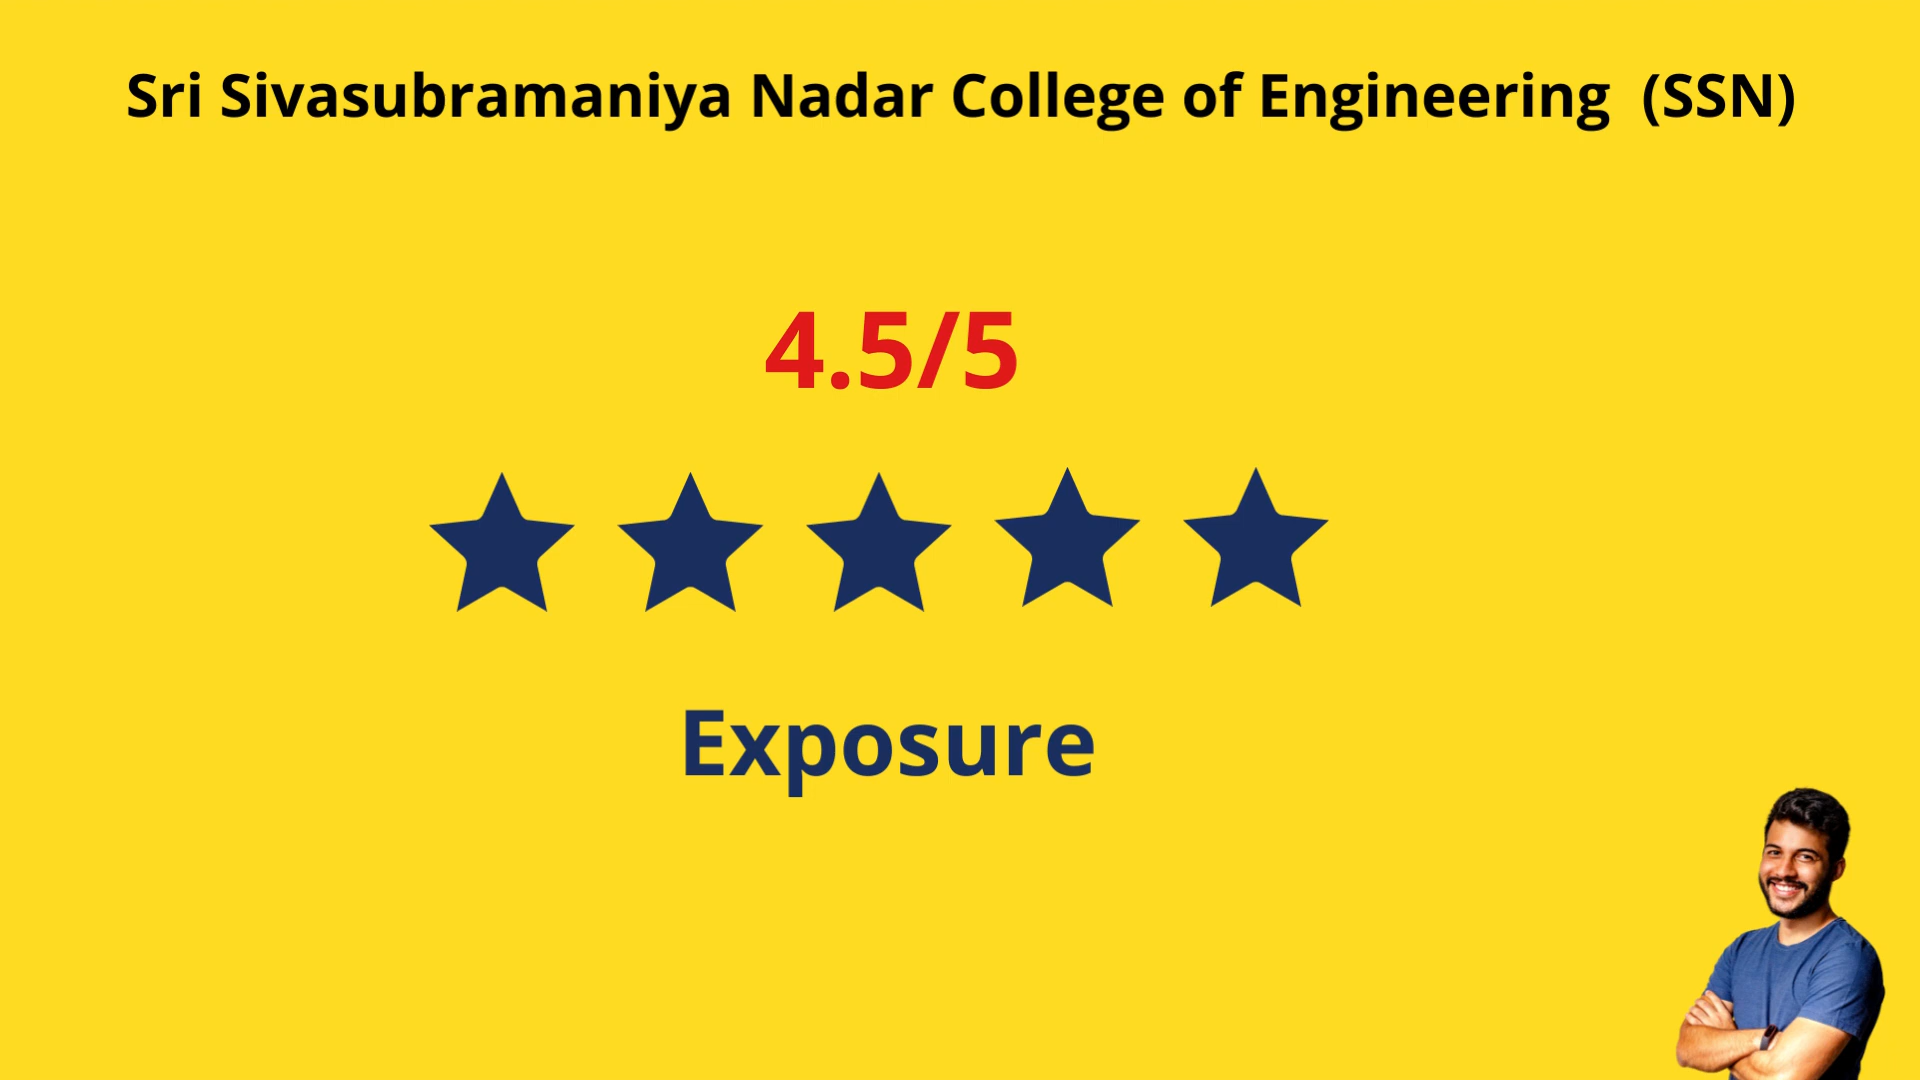 Sri Sivasubramaniya Nadar College of Engineering (SSN)
4.5/5
Exposure